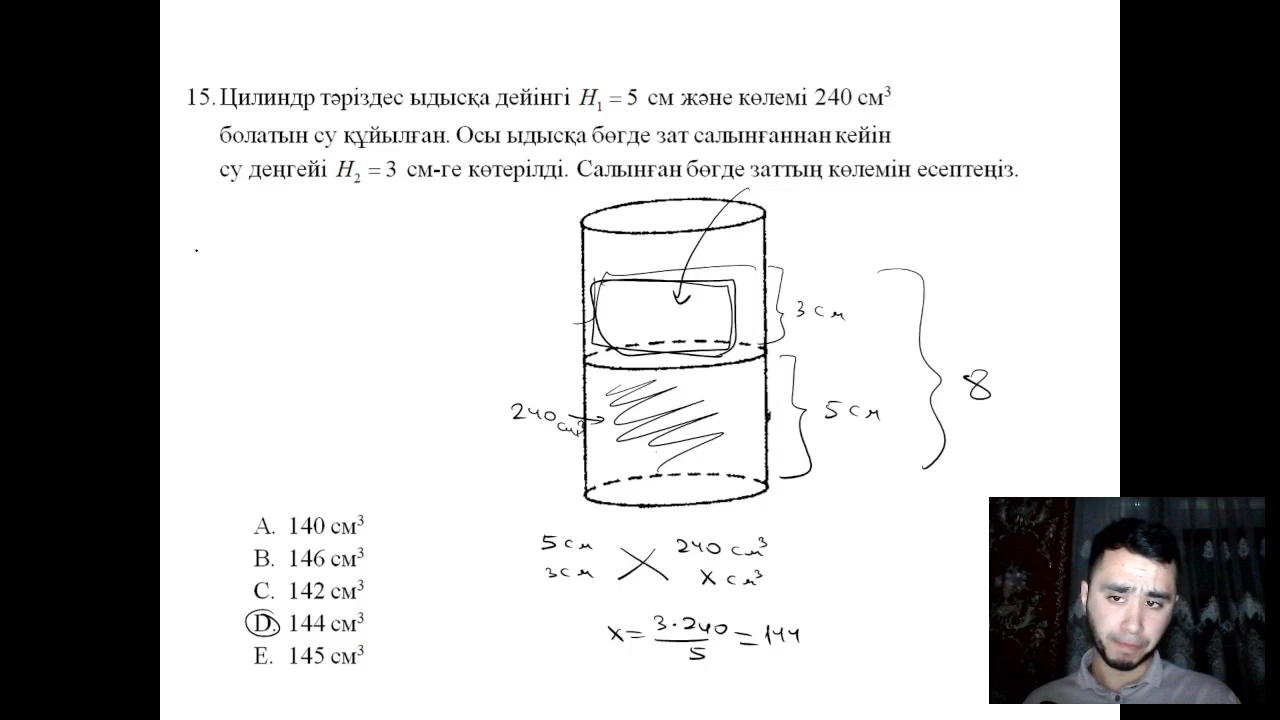 15. Цилиндр тәріздес ыдысқа дейінгі H₁ = 5 см және көлемі 240 см³
болатын су құйылған. Осы ыдысқа бөгде зат салынғаннан кейін
су деңгейі H₂ = 3 см-ге көтерілді. Салынған бөгде заттың көлемін есептеңіз.
3 см
8
5 см
240 см³
A. 140 см³
B. 146 см³
C. 142 см³
D. 144 см³
E. 145 см³
5 см 240 см³
3 см x см³
x = 3·240/5 = 144